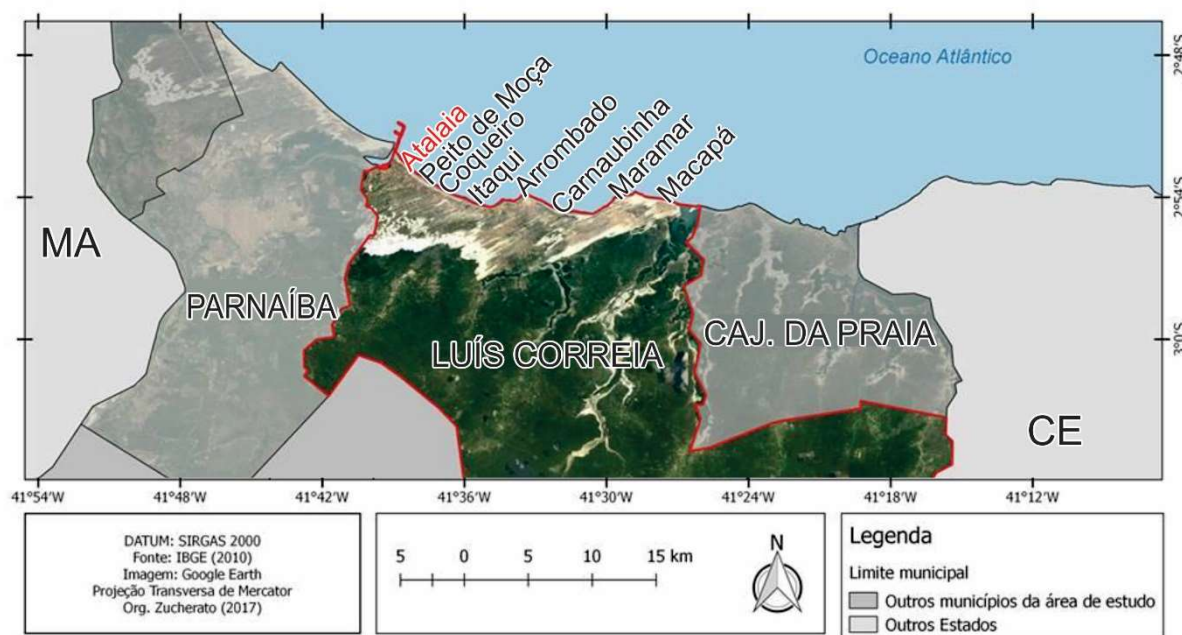 Oceano Atlântico
2°48'S
2°54'S
3°0'S
Atalaia
Peito de Moça
Coqueiro
Itaqui
Arrombado
Carnaubinha
Maramar
Macapá
MA
PARNAÍBA
LUÍS CORREIA
CAJ. DA PRAIA
CE
41°54'W
41°48'W
41°42'W
41°36'W
41°30'W
41°24'W
41°18'W
41°12'W
DATUM: SIRGAS 2000
Fonte: IBGE (2010)
Imagem: Google Earth
Projeção Transversa de Mercator
Org. Zucherato (2017)
5 0 5 10 15 km
N
Legenda
Limite municipal
Outros municípios da área de estudo
Outros Estados